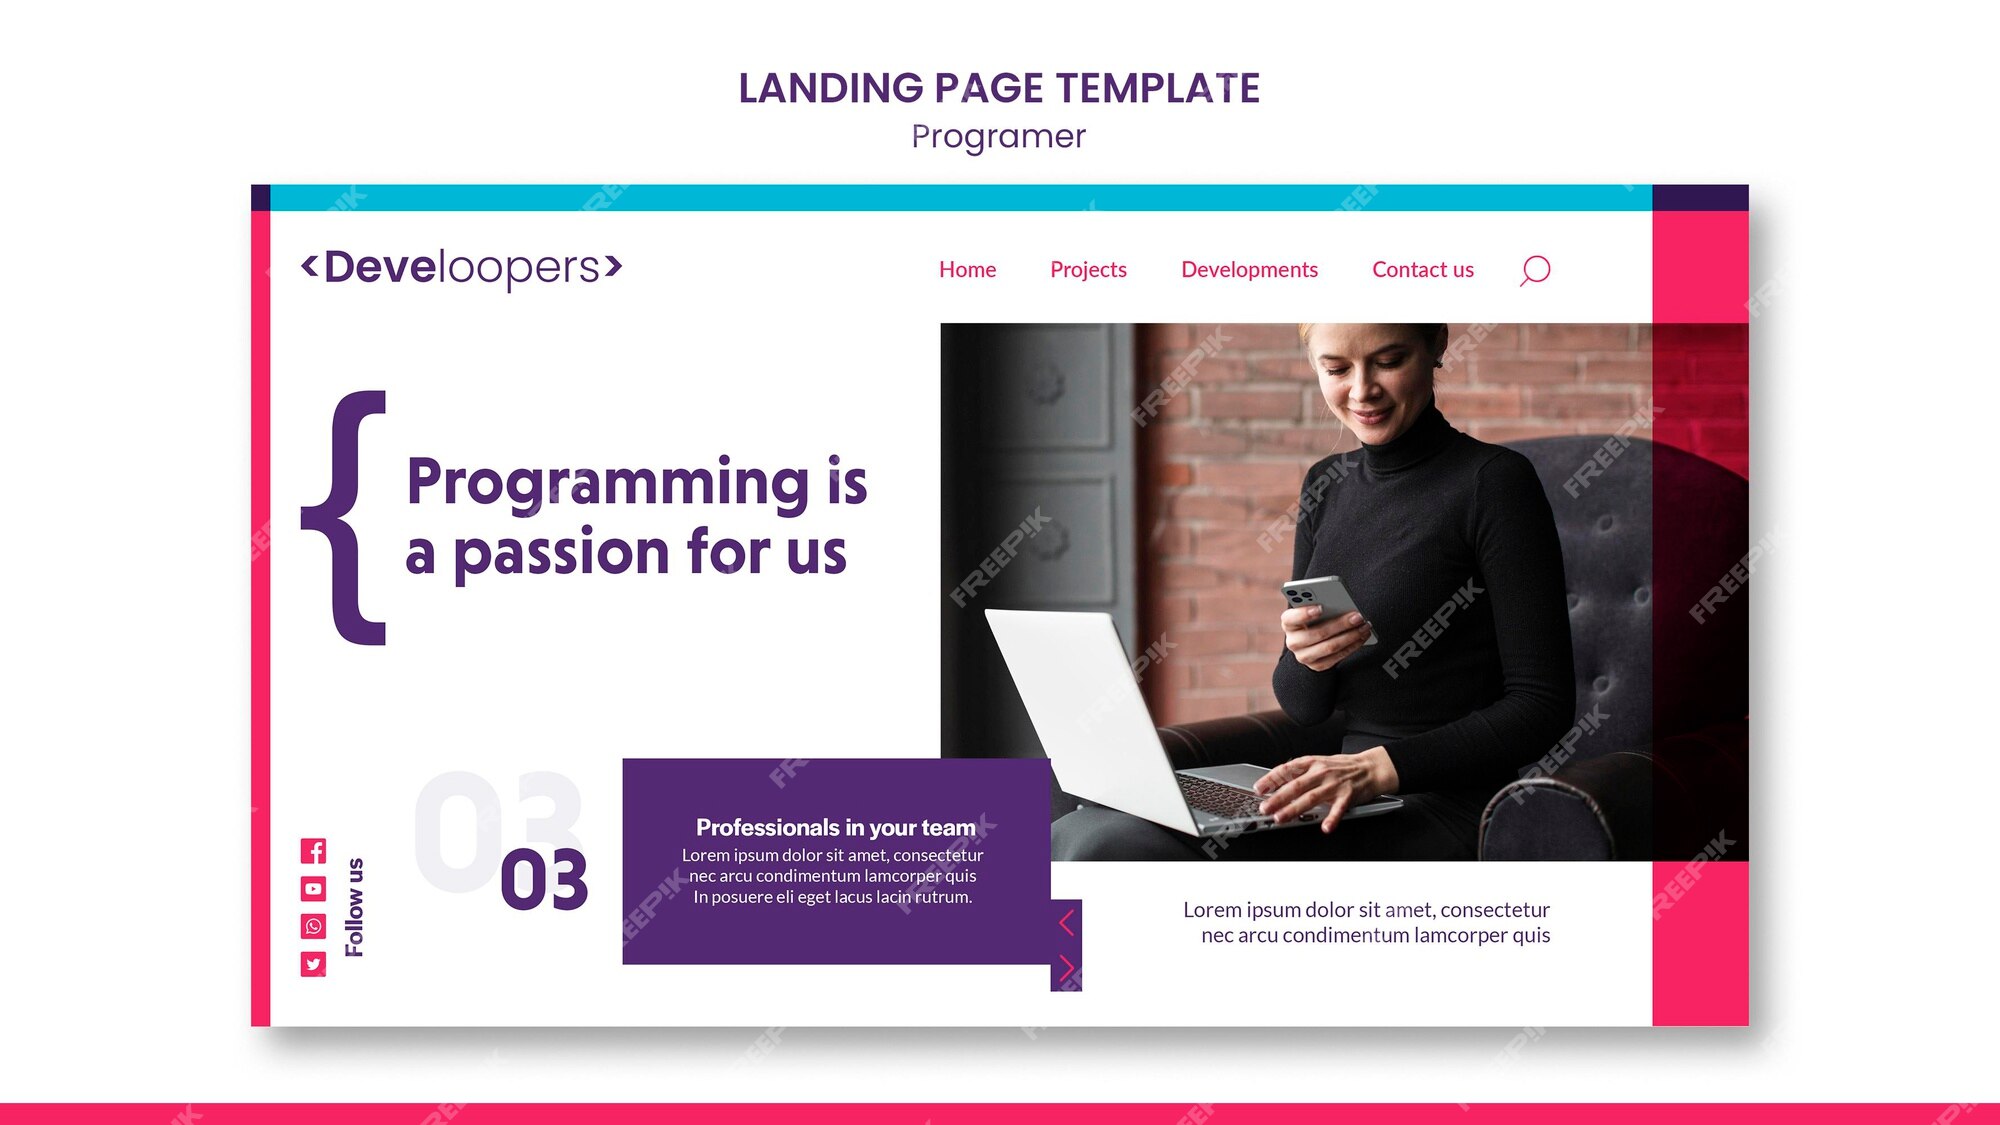 LANDING PAGE TEMPLATE
Programer
<Developers>
Home Projects Developments Contact us
Programming is
a passion for us
03
03
Professionals in your team
Lorem ipsum dolor sit amet, consectetur
nec arcu condimentum lamcorper quis
In posuere eli eget lacus lacin rutrum.
Follow us
Lorem ipsum dolor sit amet, consectetur
nec arcu condimentum lamcorper quis
FREEPIK